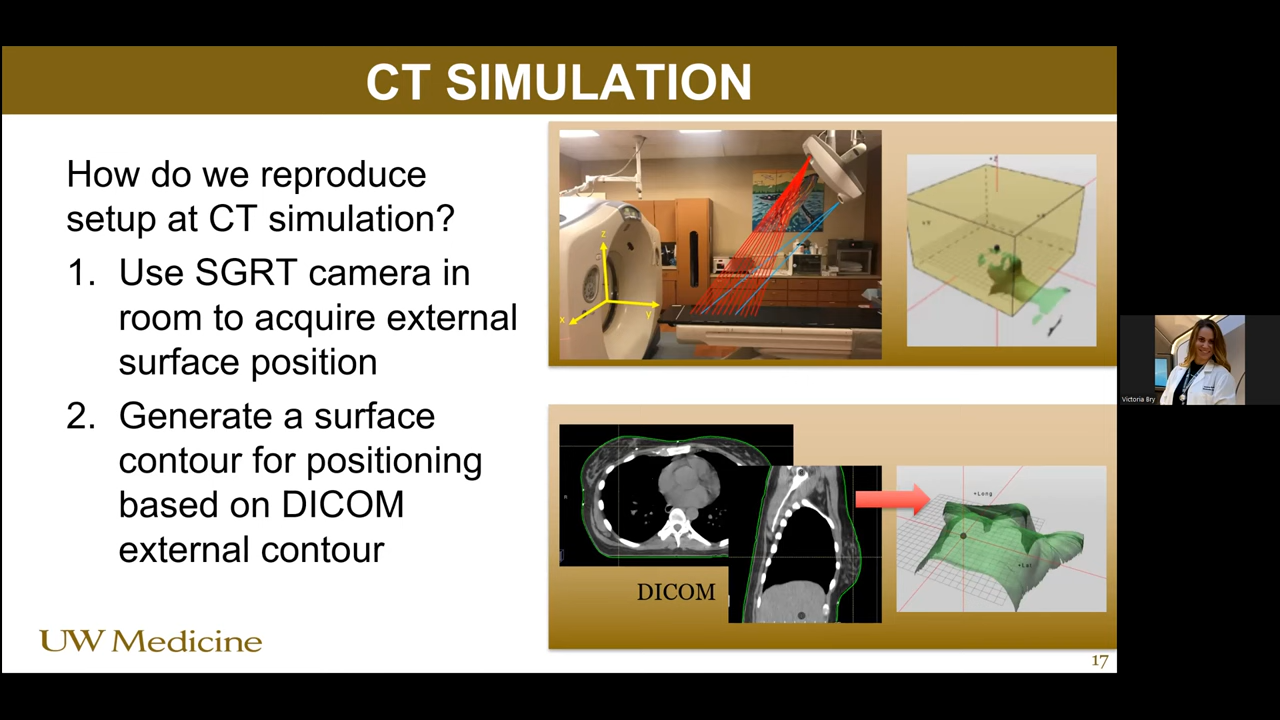 CT SIMULATION
How do we reproduce
setup at CT simulation?
1. Use SGRT camera in
room to acquire external
surface position
2. Generate a surface
contour for positioning
based on DICOM
external contour
z
x
y
DICOM
+Long
+Lat
UW Medicine
17
Victoria Bry